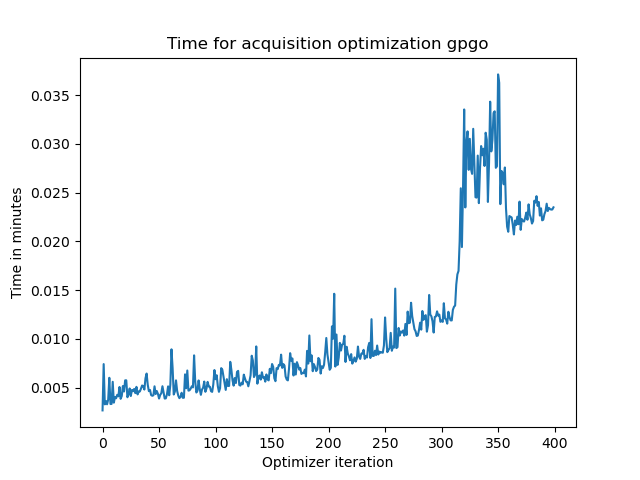 Time for acquisition optimization gpgo
0.035
0.030
0.025
0.020
0.015
0.010
0.005
Time in minutes
0 50 100 150 200 250 300 350 400
Optimizer iteration